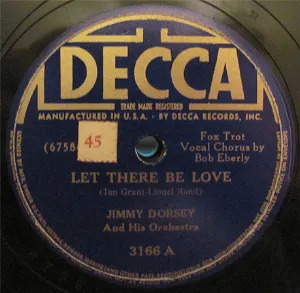 DECCA
TRADE MARK REGISTERED
MANUFACTURED IN U.S.A. - BY DECCA RECORDS, INC.
(6758
45
Fox Trot
Vocal Chorus by
Bob Eberly
LET THERE BE LOVE
(Ian Grant-Lionel Rand)
JIMMY DORSEY
And His Orchestra
3166 A